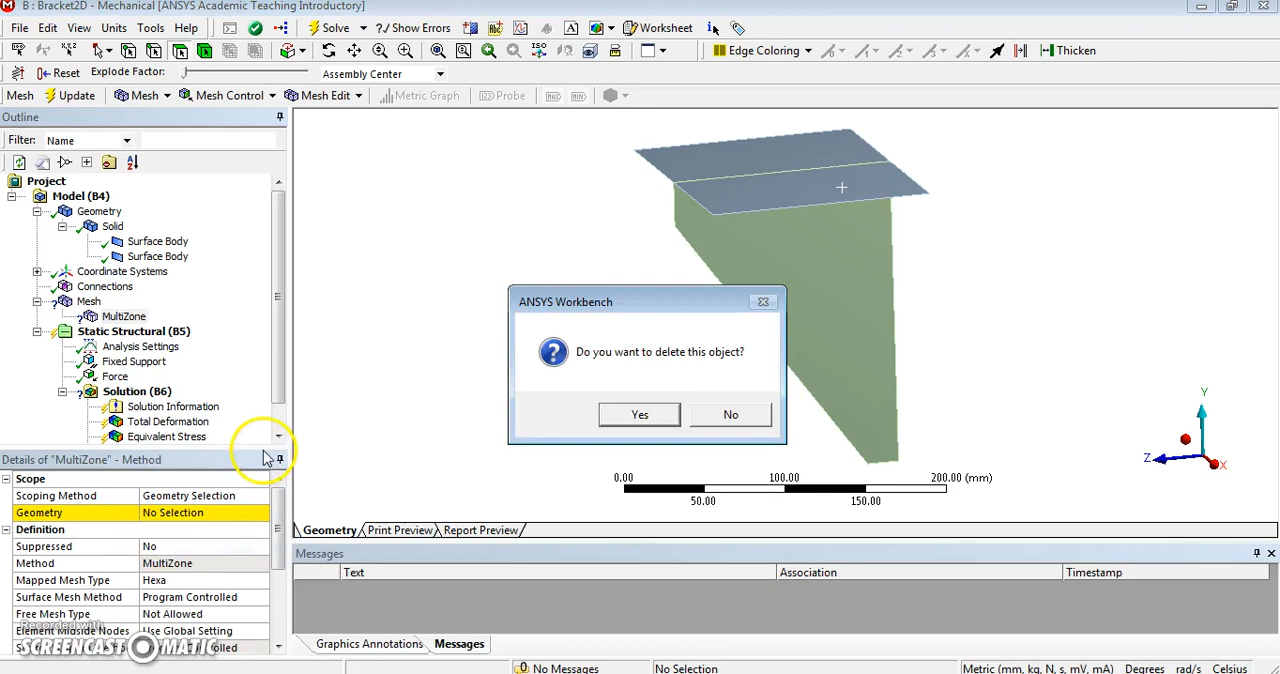 B : Bracket2D - Mechanical [ANSYS Academic Teaching Introductory]
File Edit View Units Tools Help Solve ?/ Show Errors A Worksheet i
ISO Edge Coloring Thicken
Reset Explode Factor: Assembly Center
Mesh Update Mesh Mesh Control Mesh Edit Metric Graph Probe MAX MIN
Outline
Filter: Name
Project
Model (B4)
Geometry
Solid
Surface Body
Surface Body
Coordinate Systems
Connections
Mesh
MultiZone
Static Structural (B5)
Analysis Settings
Fixed Support
Force
Solution (B6)
Solution Information
Total Deformation
Equivalent Stress
Details of "MultiZone" - Method
Scope
Scoping Method Geometry Selection
Geometry No Selection
Definition
Suppressed No
Method MultiZone
Mapped Mesh Type Hexa
Surface Mesh Method Program Controlled
Free Mesh Type Not Allowed
Element Midside Nodes Use Global Setting
Recorded with
SCREENCAST-O-MATIC
ANSYS Workbench
Do you want to delete this object?
Yes No
Y
Z X
0.00 100.00 200.00 (mm)
50.00 150.00
Geometry Print Preview Report Preview
Messages
Text Association Timestamp
Graphics Annotations Messages
0 No Messages No Selection Metric (mm, kg, N, s, mV, mA) Degrees rad/s Celsius